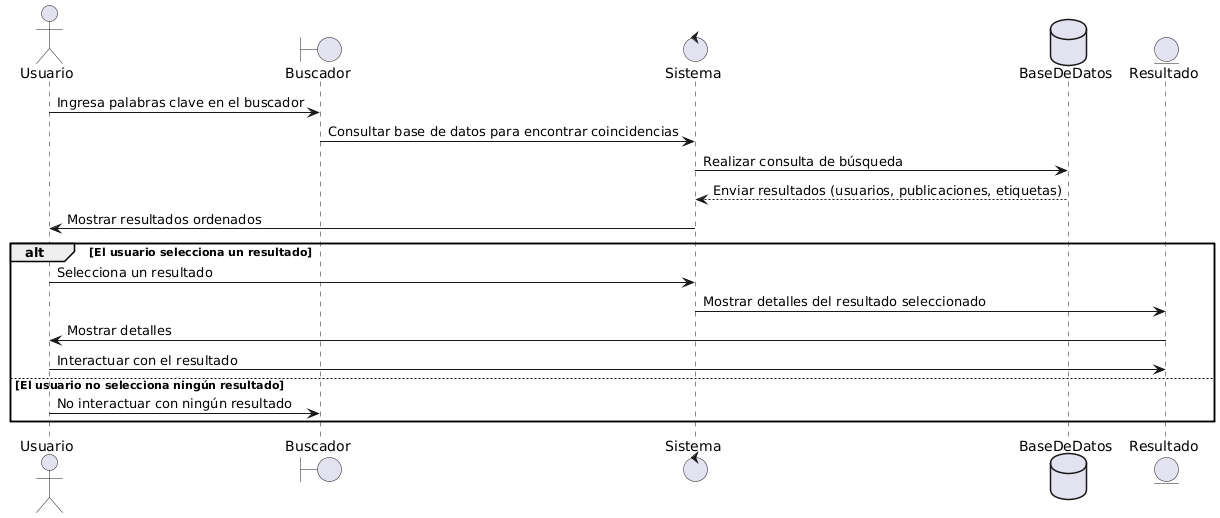 Usuario
Buscador
Sistema
BaseDeDatos
Resultado
Ingresa palabras clave en el buscador
Consultar base de datos para encontrar coincidencias
Realizar consulta de búsqueda
Enviar resultados (usuarios, publicaciones, etiquetas)
Mostrar resultados ordenados
alt [El usuario selecciona un resultado]
Selecciona un resultado
Mostrar detalles del resultado seleccionado
Mostrar detalles
Interactuar con el resultado
[El usuario no selecciona ningún resultado]
No interactuar con ningún resultado
Usuario
Buscador
Sistema
BaseDeDatos
Resultado